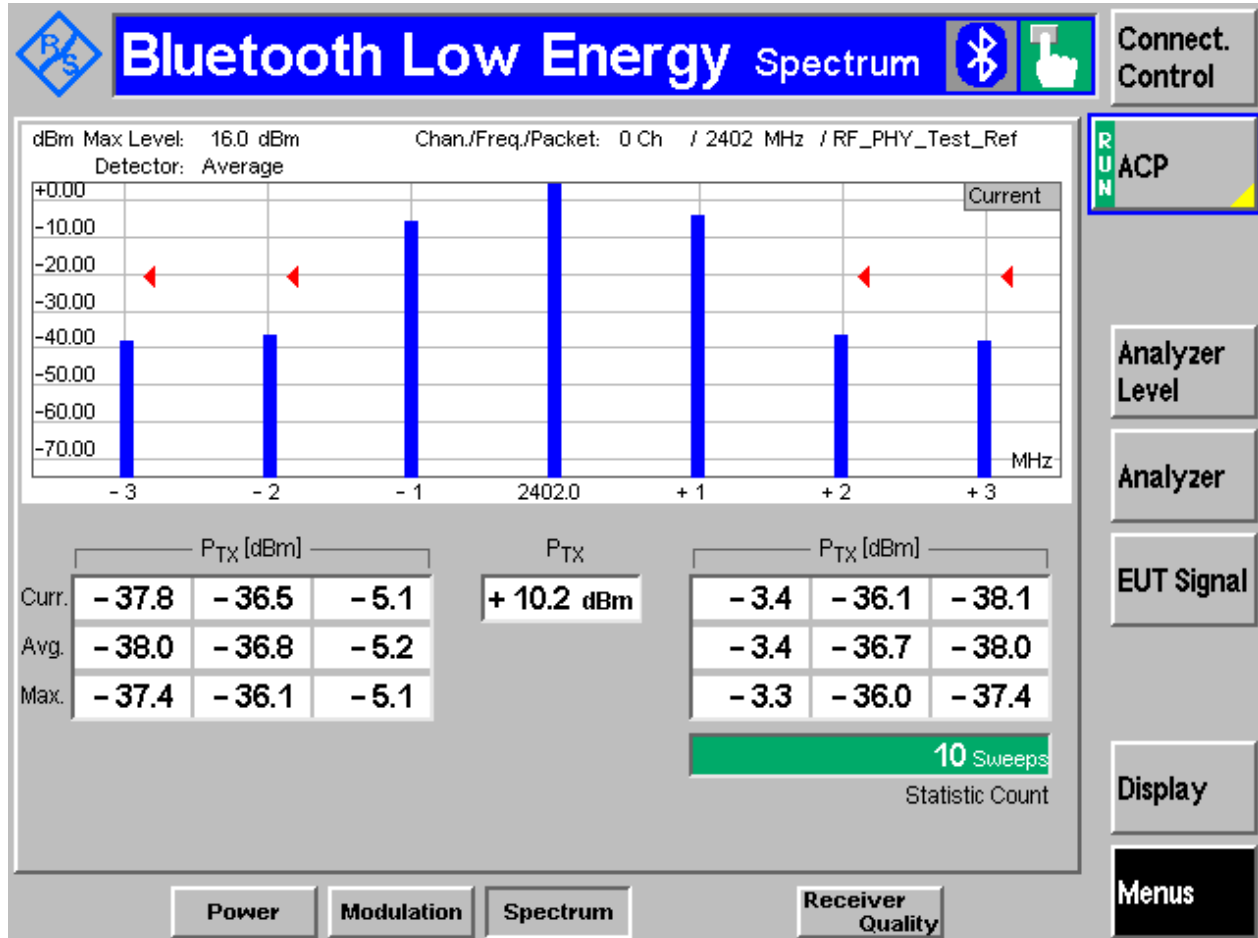 R/S
Bluetooth Low Energy Spectrum
Connect.
Control
dBm Max Level: 16.0 dBm Chan./Freq./Packet: 0 Ch / 2402 MHz / RF_PHY_Test_Ref
Detector: Average
RUN
ACP
+0.00
Current
-10.00
-20.00
-30.00
-40.00
-50.00
-60.00
-70.00
MHz
- 3 - 2 - 1 2402.0 + 1 + 2 + 3
Analyzer
Level
Analyzer
EUT Signal
PTX [dBm] PTX PTX [dBm]
Curr. - 37.8 - 36.5 - 5.1 + 10.2 dBm - 3.4 - 36.1 - 38.1
Avg. - 38.0 - 36.8 - 5.2 - 3.4 - 36.7 - 38.0
Max. - 37.4 - 36.1 - 5.1 - 3.3 - 36.0 - 37.4
10 Sweeps
Statistic Count
Display
Menus
Power Modulation Spectrum Receiver
Quality